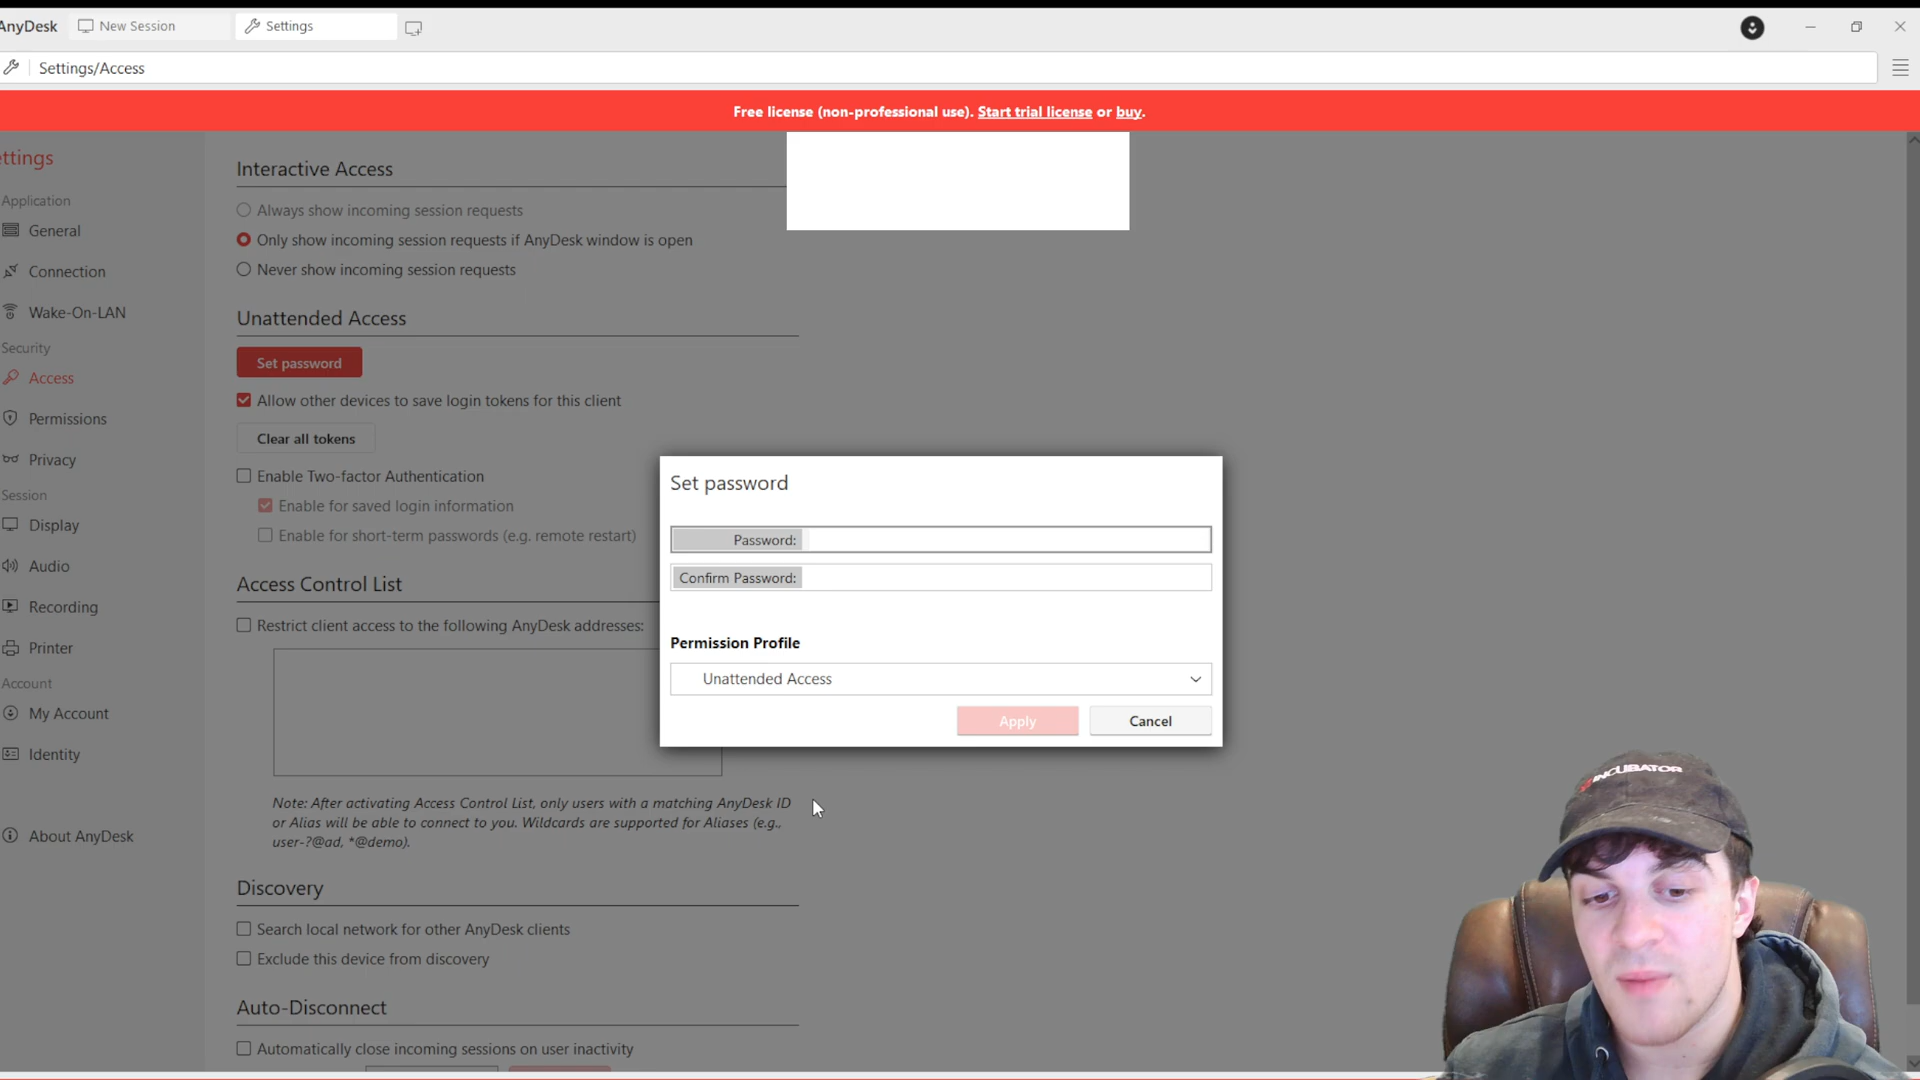 AnyDesk
New Session
Settings
Settings/Access
Free license (non-professional use). Start trial license or buy.
ettings
Application
General
Connection
Wake-On-LAN
Security
Access
Permissions
Privacy
Session
Display
Audio
Recording
Printer
Account
My Account
Identity
About AnyDesk
Interactive Access
Always show incoming session requests
Only show incoming session requests if AnyDesk window is open
Never show incoming session requests
Unattended Access
Set password
Allow other devices to save login tokens for this client
Clear all tokens
Enable Two-factor Authentication
Enable for saved login information
Enable for short-term passwords (e.g. remote restart)
Access Control List
Restrict client access to the following AnyDesk addresses:
Note: After activating Access Control List, only users with a matching AnyDesk ID
or Alias will be able to connect to you. Wildcards are supported for Aliases (e.g.,
user-?@ad, *@demo).
Discovery
Search local network for other AnyDesk clients
Exclude this device from discovery
Auto-Disconnect
Automatically close incoming sessions on user inactivity
Set password
Password:
Confirm Password:
Permission Profile
Unattended Access
Apply
Cancel
INCUBATOR